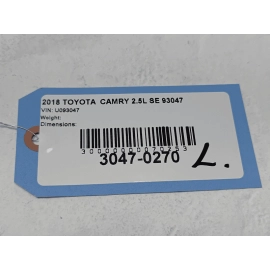 2018 TOYOTA CAMRY 2.5L SE 93047
VIN: U093047
Weight:
Dimensions:
3047-0270 L.